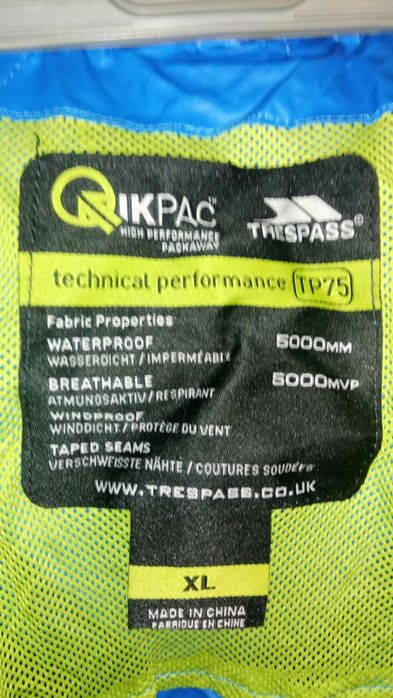 QIKPAC™
HIGH PERFORMANCE
PACKAWAY
TRESPASS®
technical performance TP75
Fabric Properties
WATERPROOF 5000MM
WASSERDICHT / IMPERMÉABLE
BREATHABLE 5000MVP
ATMUNGSAKTIV / RESPIRANT
WINDPROOF
WINDDICHT / PROTÈGE DU VENT
TAPED SEAMS
VERSCHWEISSTE NÄHTE / COUTURES SOUDÉES
WWW.TRESPASS.CO.UK
XL
MADE IN CHINA
FABRIQUE EN CHINE